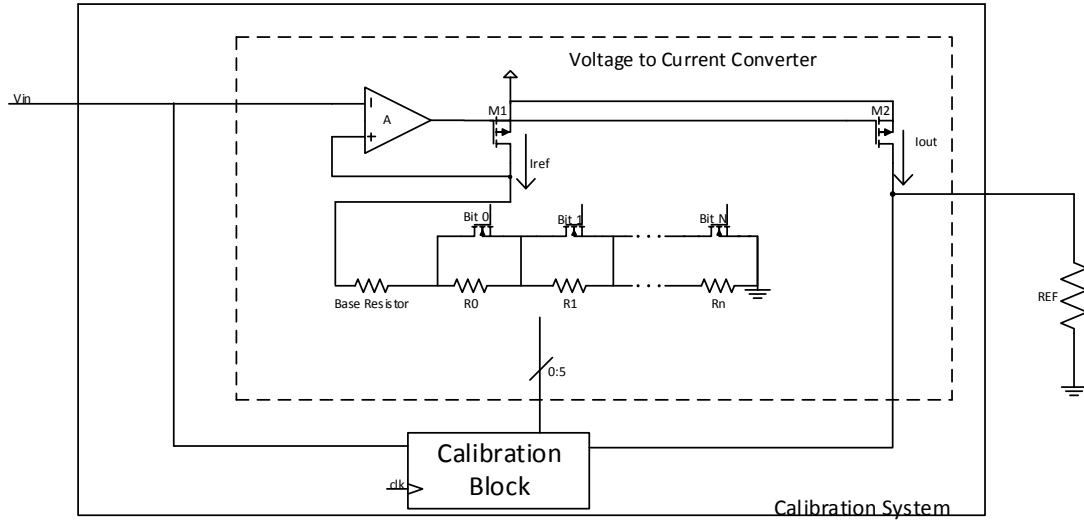 Voltage to Current Converter
Vin
A
M1
M2
Iref
Iout
Bit 0
Bit 1
Bit N
Base Resistor
R0
R1
Rn
REF
0:5
Calibration
Block
clk
Calibration System